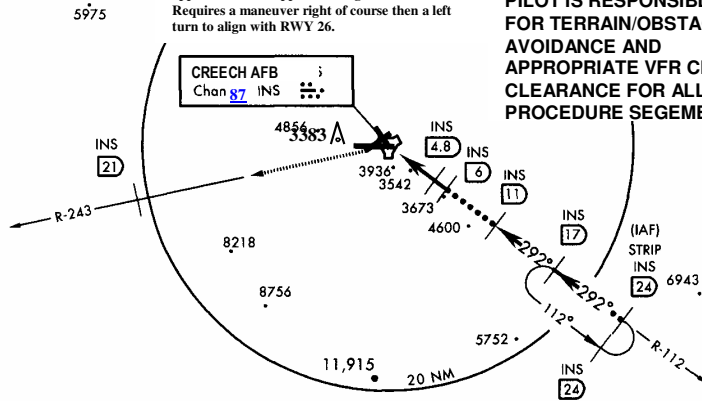 Requires a maneuver right of course then a left
turn to align with RWY 26.
PILOT IS RESPONSIBL
FOR TERRAIN/OBSTA
AVOIDANCE AND
APPROPRIATE VFR CL
CLEARANCE FOR ALL
PROCEDURE SEGEME
5975
CREECH AFB
Chan 87 INS
4856
3383
INS
4.8
INS
6
INS
11
INS
21
3936
3542
3673
4600
R-243
INS
17
(IAF)
STRIP
INS
24
8218
292°
6943
8756
292°
112°
5752
R-112
11,915
20 NM
INS
24